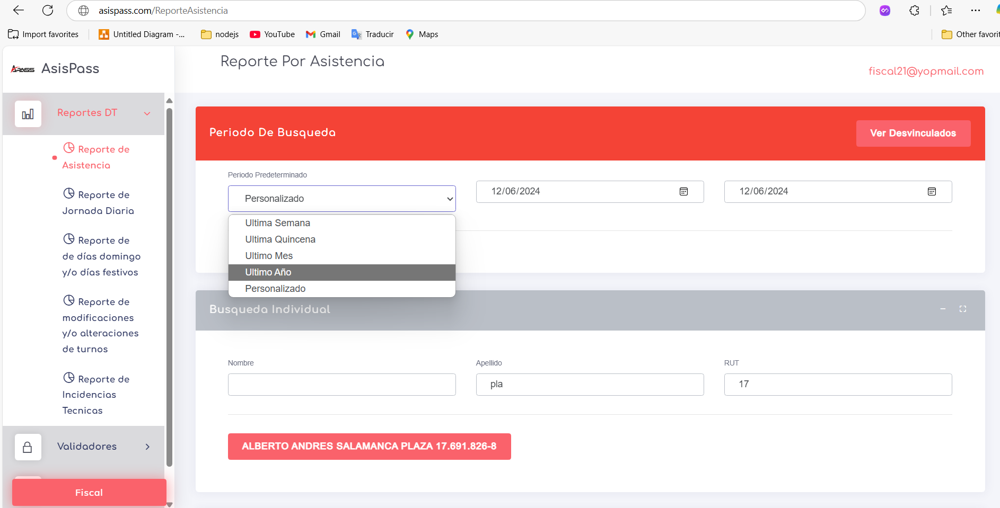 asispass.com/ReporteAsistencia
Import favorites
Untitled Diagram -...
nodejs
YouTube
Gmail
Traducir
Maps
Other favorit
APASS AsisPass
Reporte Por Asistencia
fiscal21@yopmail.com
Reportes DT
Reporte de
Asistencia
Reporte de
Jornada Diaria
Reporte de
de días domingo
y/o días festivos
Reporte de
modificaciones
y/o alteraciones
de turnos
Reporte de
Incidencias
Tecnicas
Validadores
Fiscal
Periodo De Busqueda
Ver Desvinculados
Periodo Predeterminado
Personalizado
12/06/2024
12/06/2024
Ultima Semana
Ultima Quincena
Ultimo Mes
Ultimo Año
Personalizado
Busqueda Individual
Nombre
Apellido
RUT
pla
17
ALBERTO ANDRES SALAMANCA PLAZA 17.691.826-8